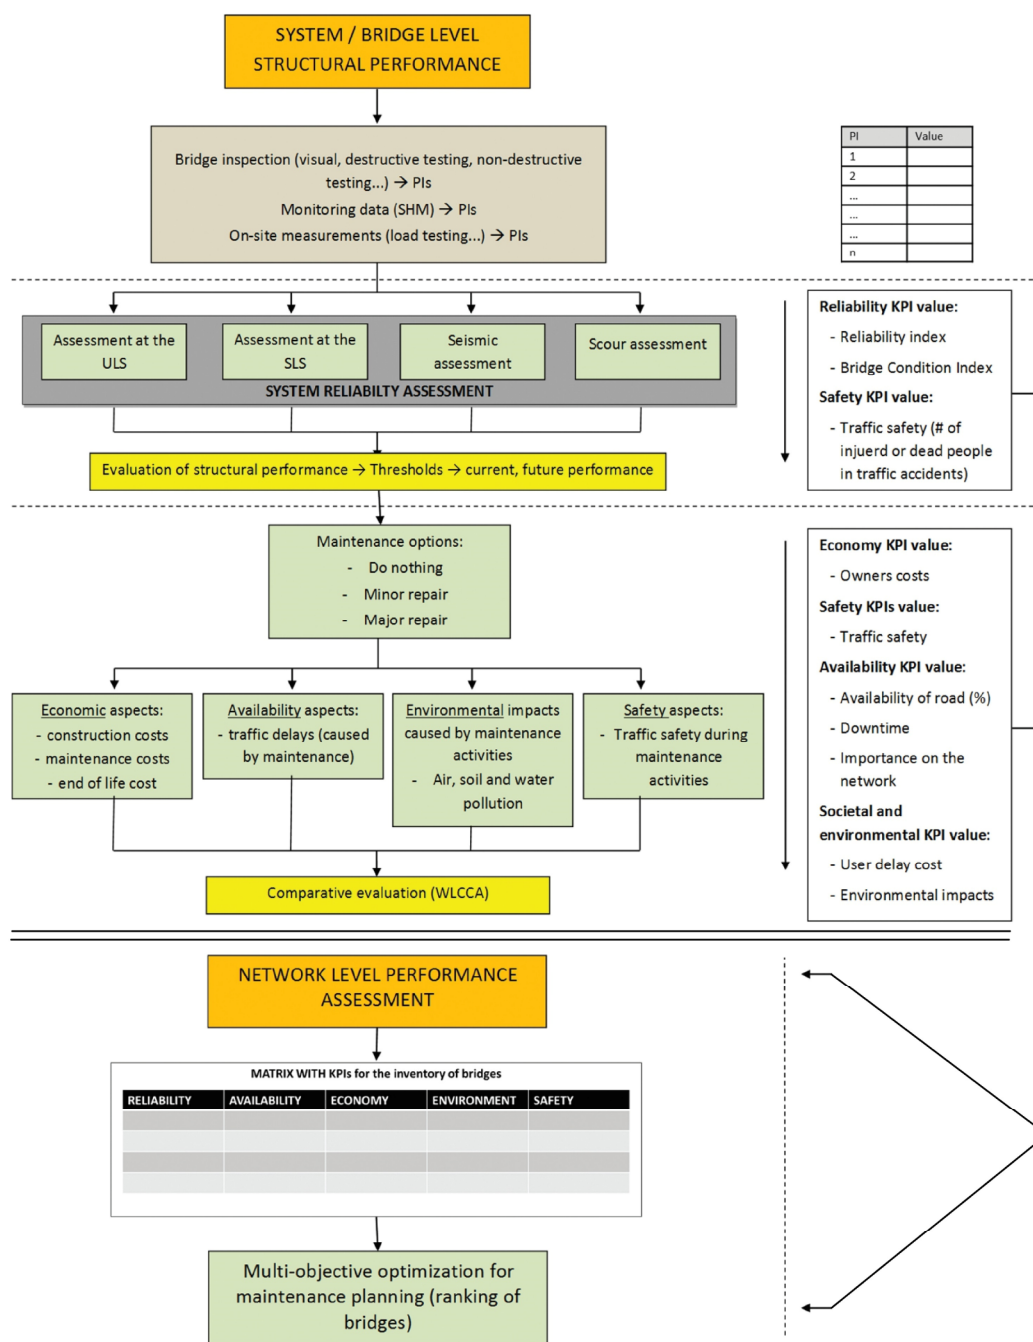 SYSTEM / BRIDGE LEVEL
STRUCTURAL PERFORMANCE
Bridge inspection (visual, destructive testing, non-destructive
testing...) → PIs
Monitoring data (SHM) → PIs
On-site measurements (load testing...) → PIs
PI Value
1
2
...
...
...
n
Assessment at the
ULS
Assessment at the
SLS
Seismic
assessment
Scour assessment
SYSTEM RELIABILTY ASSESSMENT
Evaluation of structural performance → Thresholds → current, future performance
Reliability KPI value:
- Reliability index
- Bridge Condition Index
Safety KPI value:
- Traffic safety (# of
injuerd or dead people
in traffic accidents)
Maintenance options:
- Do nothing
- Minor repair
- Major repair
Economic aspects:
- construction costs
- maintenance costs
- end of life cost
Availability aspects:
- traffic delays (caused
by maintenance)
Environmental impacts
caused by maintenance
activities
- Air, soil and water
pollution
Safety aspects:
- Traffic safety during
maintenance
activities
Comparative evaluation (WLCCA)
Economy KPI value:
- Owners costs
Safety KPIs value:
- Traffic safety
Availability KPI value:
- Availability of road (%)
- Downtime
- Importance on the
network
Societal and
environmental KPI value:
- User delay cost
- Environmental impacts
NETWORK LEVEL PERFORMANCE
ASSESSMENT
MATRIX WITH KPIs for the inventory of bridges
RELIABILITY AVAILABILITY ECONOMY ENVIRONMENT SAFETY
Multi-objective optimization for
maintenance planning (ranking of
bridges)